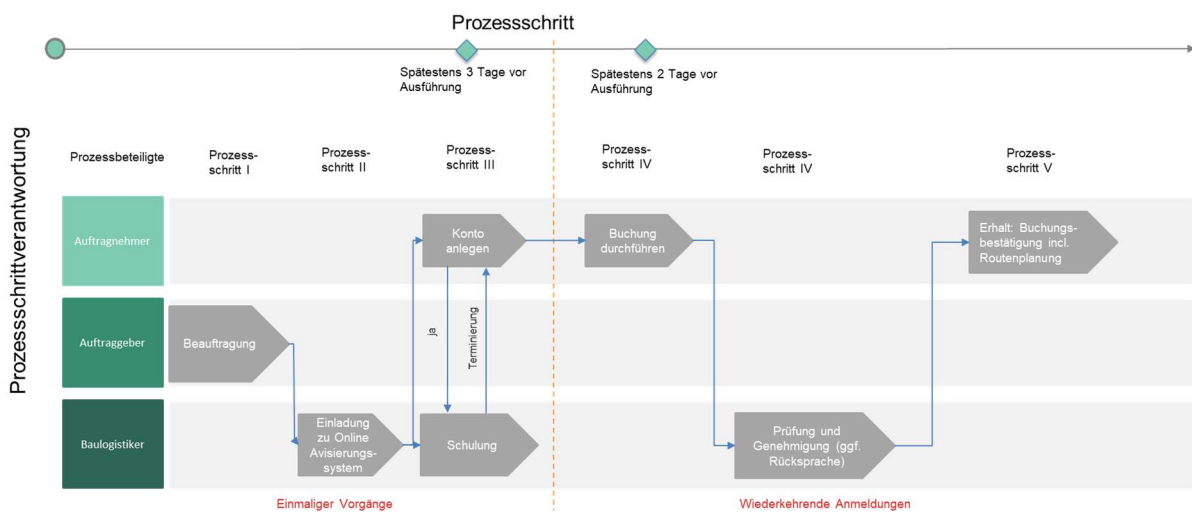 Prozessschritt
Spätestens 3 Tage vor
Ausführung
Spätestens 2 Tage vor
Ausführung
Prozessschrittverantwortung
Prozessbeteiligte
Prozess-
schritt I
Prozess-
schritt II
Prozess-
schritt III
Prozess-
schritt IV
Prozess-
schritt IV
Prozess-
schritt V
Auftragnehmer
Konto
anlegen
Buchung
durchführen
Erhalt: Buchungs-
bestätigung incl.
Routenplanung
Auftraggeber
Beauftragung
ja
Terminierung
Baulogistiker
Einladung
zu Online
Avisierungs-
system
Schulung
Prüfung und
Genehmigung (ggf.
Rücksprache)
Einmaliger Vorgänge
Wiederkehrende Anmeldungen